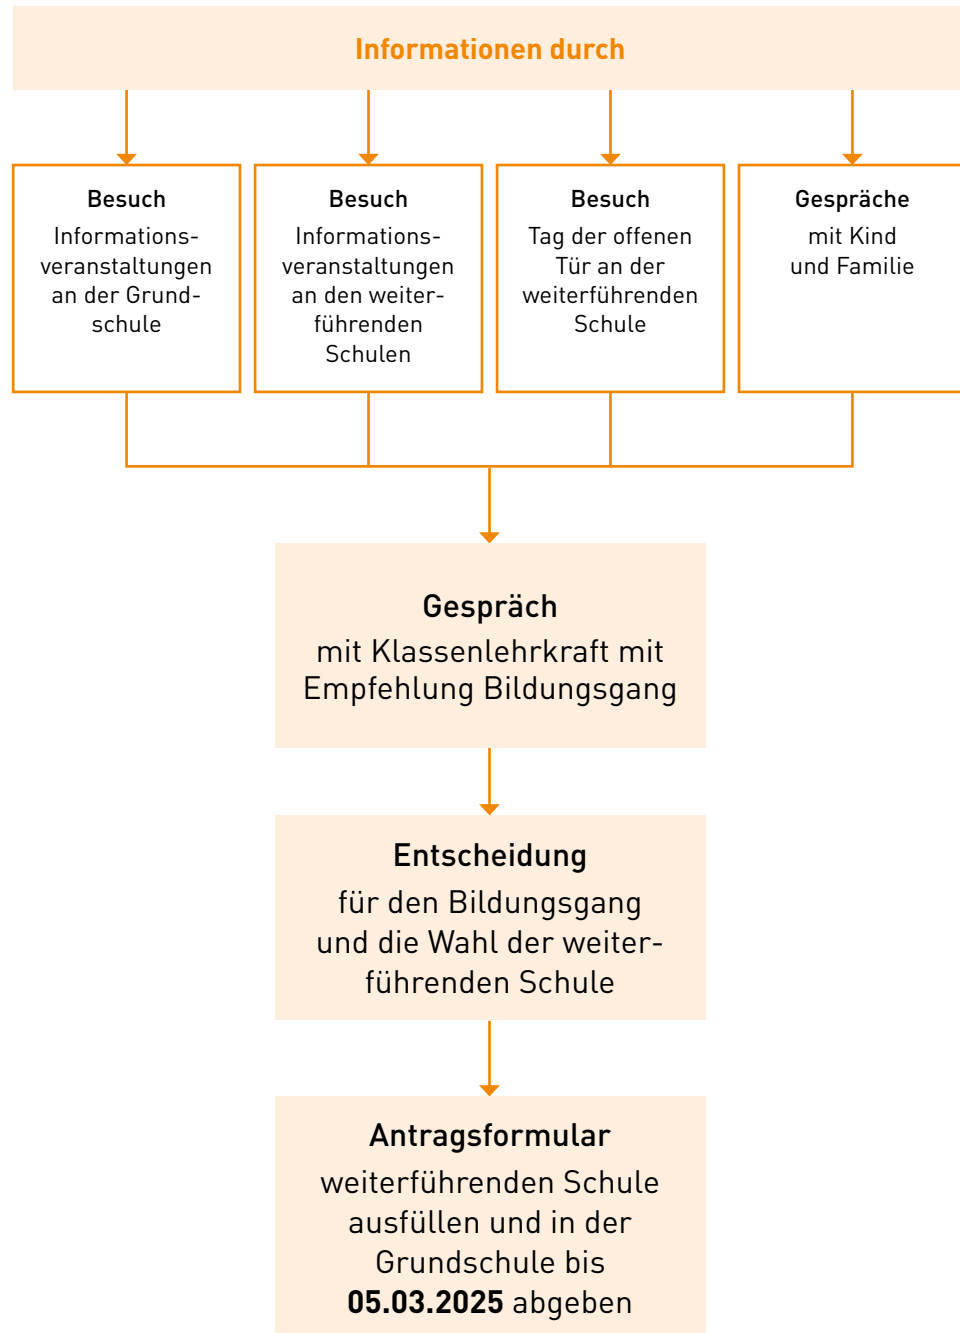 Informationen durch
Besuch
Informations-
veranstaltungen
an der Grund-
schule
Besuch
Informations-
veranstaltungen
an den weiter-
führenden
Schulen
Besuch
Tag der offenen
Tür an der
weiterführenden
Schule
Gespräche
mit Kind
und Familie
Gespräch
mit Klassenlehrkraft mit
Empfehlung Bildungsgang
Entscheidung
für den Bildungsgang
und die Wahl der weiter-
führenden Schule
Antragsformular
weiterführenden Schule
ausfüllen und in der
Grundschule bis
05.03.2025 abgeben